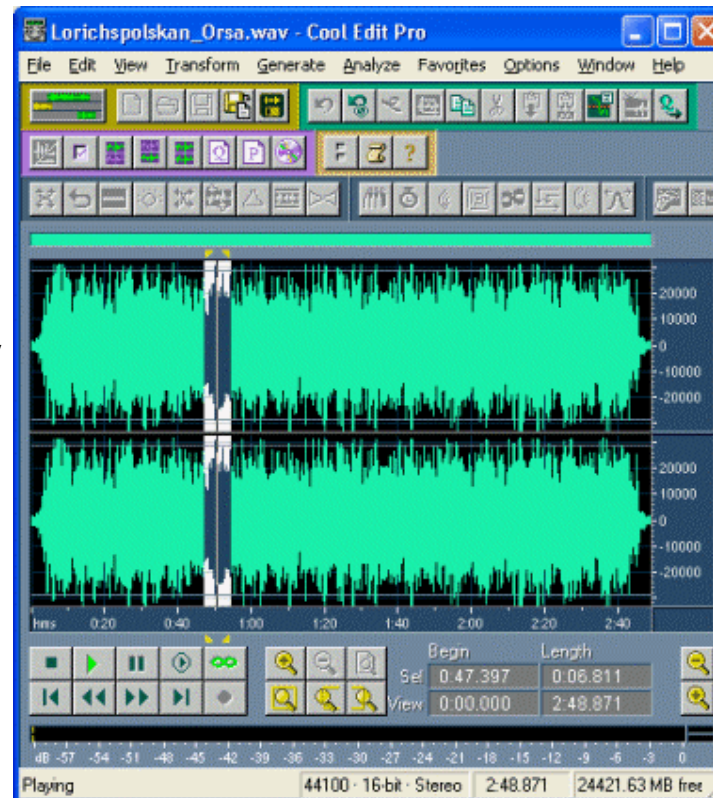 Lorichspolskan_Orsa.wav - Cool Edit Pro
File Edit View Transform Generate Analyze Favorites Options Window Help
F ?
20000
10000
0
-10000
-20000
20000
10000
0
-10000
-20000
hms 0:20 0:40 1:00 1:20 1:40 2:00 2:20 2:40
Begin Length
Sel 0:47.397 0:06.811
View 0:00.000 2:48.871
dB -57 -54 -51 -48 -45 -42 -39 -36 -33 -30 -27 -24 -21 -18 -15 -12 -9 -6 -3 0
Playing 44100 · 16-bit · Stereo 2:48.871 24421.63 MB free